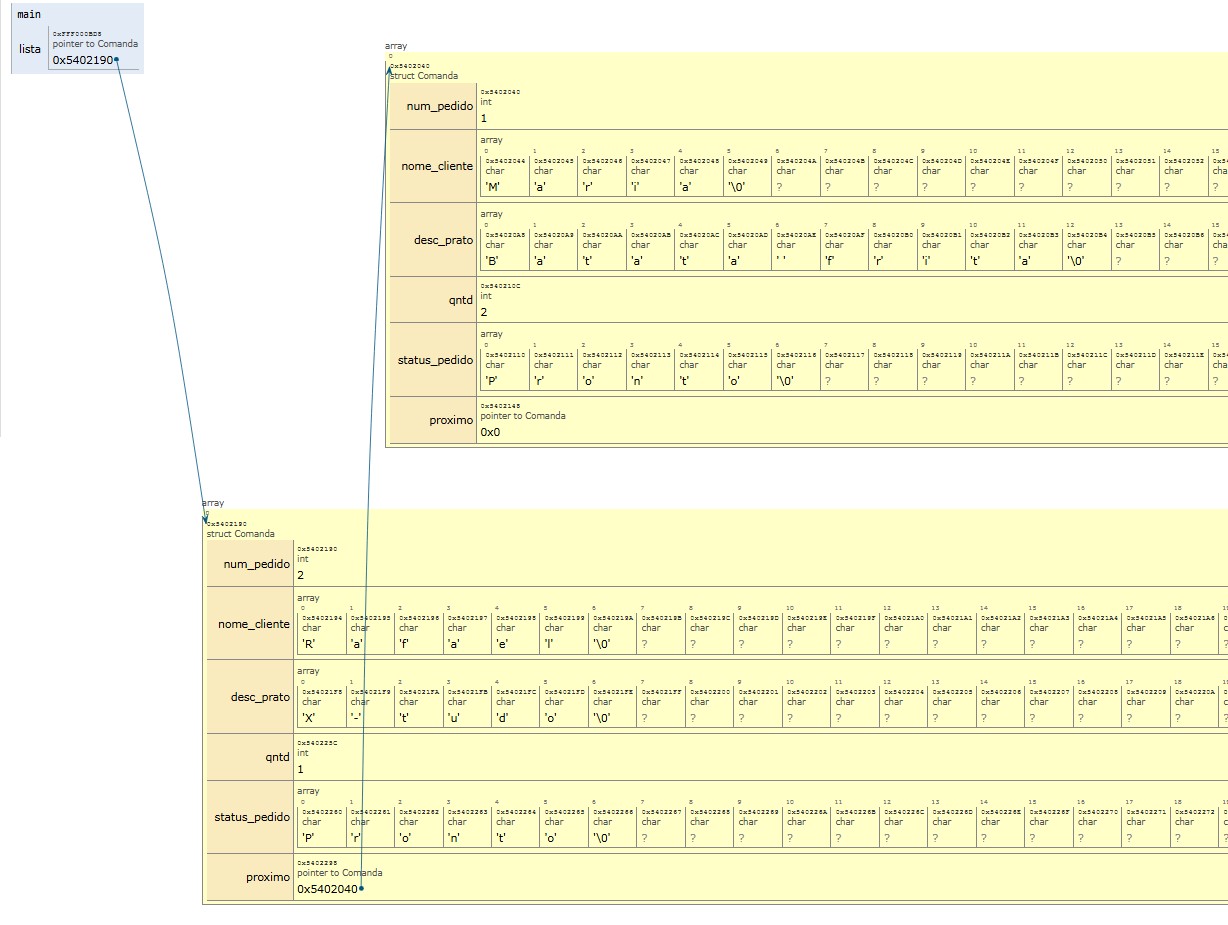 main
0xFFF000BD8
pointer to Comanda
lista
0x5402190
array
0
0x5402040
struct Comanda
0x5402040
int
num_pedido
1
array
0 1 2 3 4 5 6 7 8 9 10 11 12 13 14 15
0x5402044 0x5402045 0x5402046 0x5402047 0x5402048 0x5402049 0x540204A 0x540204B 0x540204C 0x540204D 0x540204E 0x540204F 0x5402050 0x5402051 0x5402052
nome_cliente
char char char char char char char char char char char char char char char cha
'M' 'a' 'r' 'i' 'a' '\0' ? ? ? ? ? ? ? ? ? ?
array
0 1 2 3 4 5 6 7 8 9 10 11 12 13 14 15
0x54020A8 0x54020A9 0x54020AA 0x54020AB 0x54020AC 0x54020AD 0x54020AE 0x54020AF 0x54020B0 0x54020B1 0x54020B2 0x54020B3 0x54020B4 0x54020B5 0x54020B6
desc_prato
char char char char char char char char char char char char char char char cha
'B' 'a' 't' 'a' 't' 'a' ' ' 'f' 'r' 'i' 't' 'a' '\0' ? ? ?
0x540210C
int
qntd
2
array
0 1 2 3 4 5 6 7 8 9 10 11 12 13 14 15
0x5402110 0x5402111 0x5402112 0x5402113 0x5402114 0x5402115 0x5402116 0x5402117 0x5402118 0x5402119 0x540211A 0x540211B 0x540211C 0x540211D 0x540211E
status_pedido
char char char char char char char char char char char char char char char cha
'P' 'r' 'o' 'n' 't' 'o' '\0' ? ? ? ? ? ? ? ? ?
0x5402148
pointer to Comanda
proximo
0x0
array
0
0x5402190
struct Comanda
0x5402190
int
num_pedido
2
array
0 1 2 3 4 5 6 7 8 9 10 11 12 13 14 15 16 17 18
0x5402194 0x5402195 0x5402196 0x5402197 0x5402198 0x5402199 0x540219A 0x540219B 0x540219C 0x540219D 0x540219E 0x540219F 0x54021A0 0x54021A1 0x54021A2 0x54021A3 0x54021A4 0x54021A5 0x54021A6
nome_cliente
char char char char char char char char char char char char char char char char char char char c
'R' 'a' 'f' 'a' 'e' 'l' '\0' ? ? ? ? ? ? ? ? ? ? ? ? ?
array
0 1 2 3 4 5 6 7 8 9 10 11 12 13 14 15 16 17 18
0x54021F8 0x54021F9 0x54021FA 0x54021FB 0x54021FC 0x54021FD 0x54021FE 0x54021FF 0x5402200 0x5402201 0x5402202 0x5402203 0x5402204 0x5402205 0x5402206 0x5402207 0x5402208 0x5402209 0x540220A
desc_prato
char char char char char char char char char char char char char char char char char char char c
'X' '-' 't' 'u' 'd' 'o' '\0' ? ? ? ? ? ? ? ? ? ? ? ? ?
0x540225C
int
qntd
1
array
0 1 2 3 4 5 6 7 8 9 10 11 12 13 14 15 16 17 18
0x5402260 0x5402261 0x5402262 0x5402263 0x5402264 0x5402265 0x5402266 0x5402267 0x5402268 0x5402269 0x540226A 0x540226B 0x540226C 0x540226D 0x540226E 0x540226F 0x5402270 0x5402271 0x5402272
status_pedido
char char char char char char char char char char char char char char char char char char char c
'P' 'r' 'o' 'n' 't' 'o' '\0' ? ? ? ? ? ? ? ? ? ? ? ? ?
0x5402298
pointer to Comanda
proximo
0x5402040